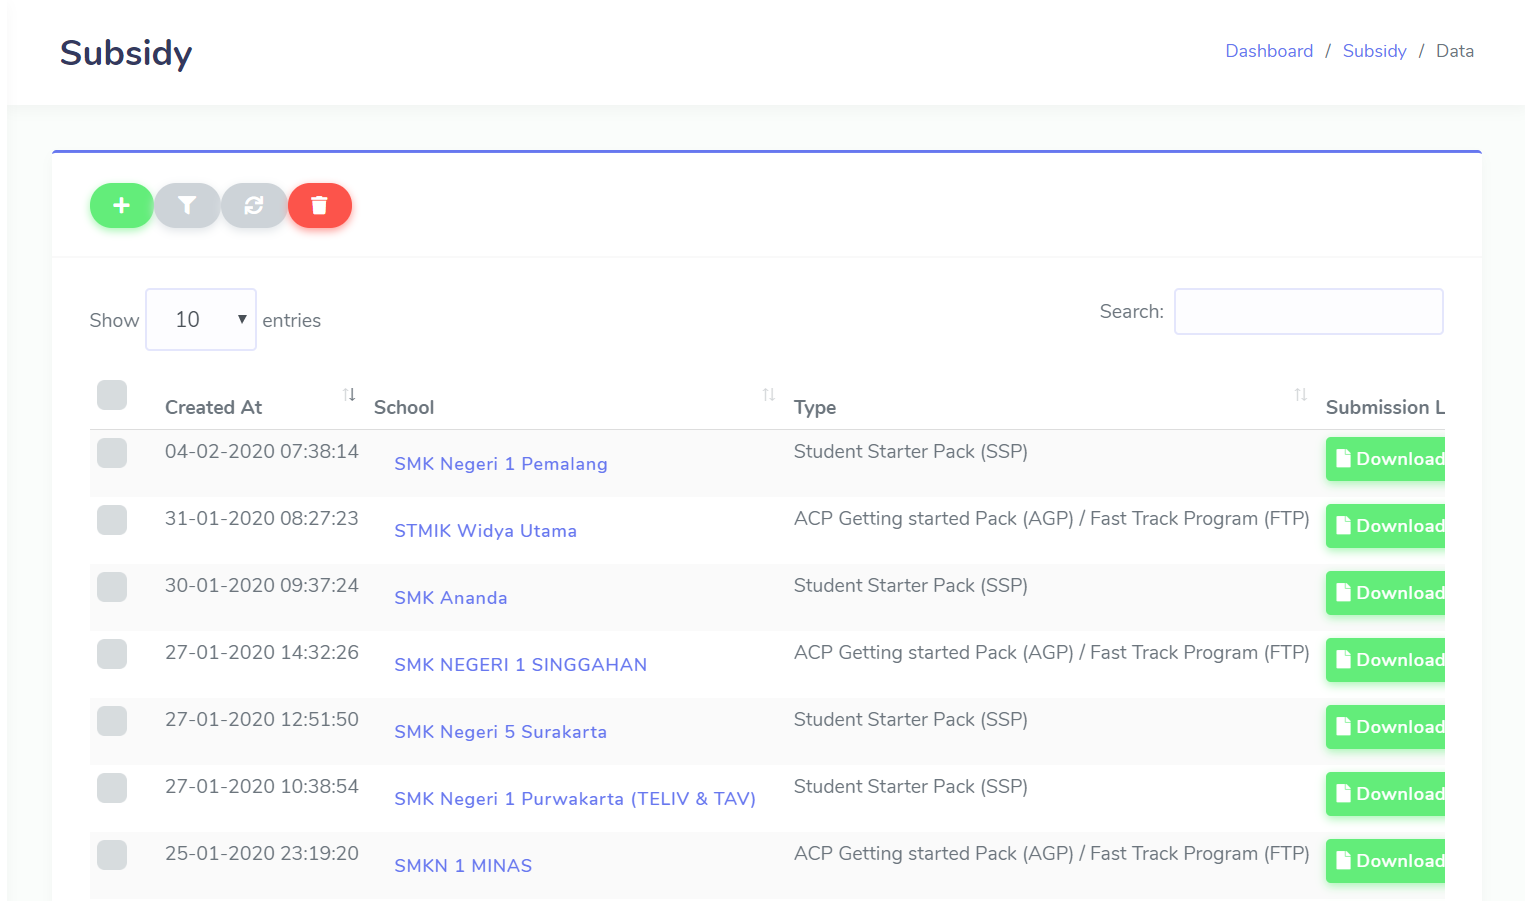 Subsidy
Dashboard / Subsidy / Data
Show 10 entries
Search:
Created At School Type Submission L
04-02-2020 07:38:14 SMK Negeri 1 Pemalang Student Starter Pack (SSP) Download
31-01-2020 08:27:23 STMIK Widya Utama ACP Getting started Pack (AGP) / Fast Track Program (FTP) Download
30-01-2020 09:37:24 SMK Ananda Student Starter Pack (SSP) Download
27-01-2020 14:32:26 SMK NEGERI 1 SINGGAHAN ACP Getting started Pack (AGP) / Fast Track Program (FTP) Download
27-01-2020 12:51:50 SMK Negeri 5 Surakarta Student Starter Pack (SSP) Download
27-01-2020 10:38:54 SMK Negeri 1 Purwakarta (TELIV & TAV) Student Starter Pack (SSP) Download
25-01-2020 23:19:20 SMKN 1 MINAS ACP Getting started Pack (AGP) / Fast Track Program (FTP) Download